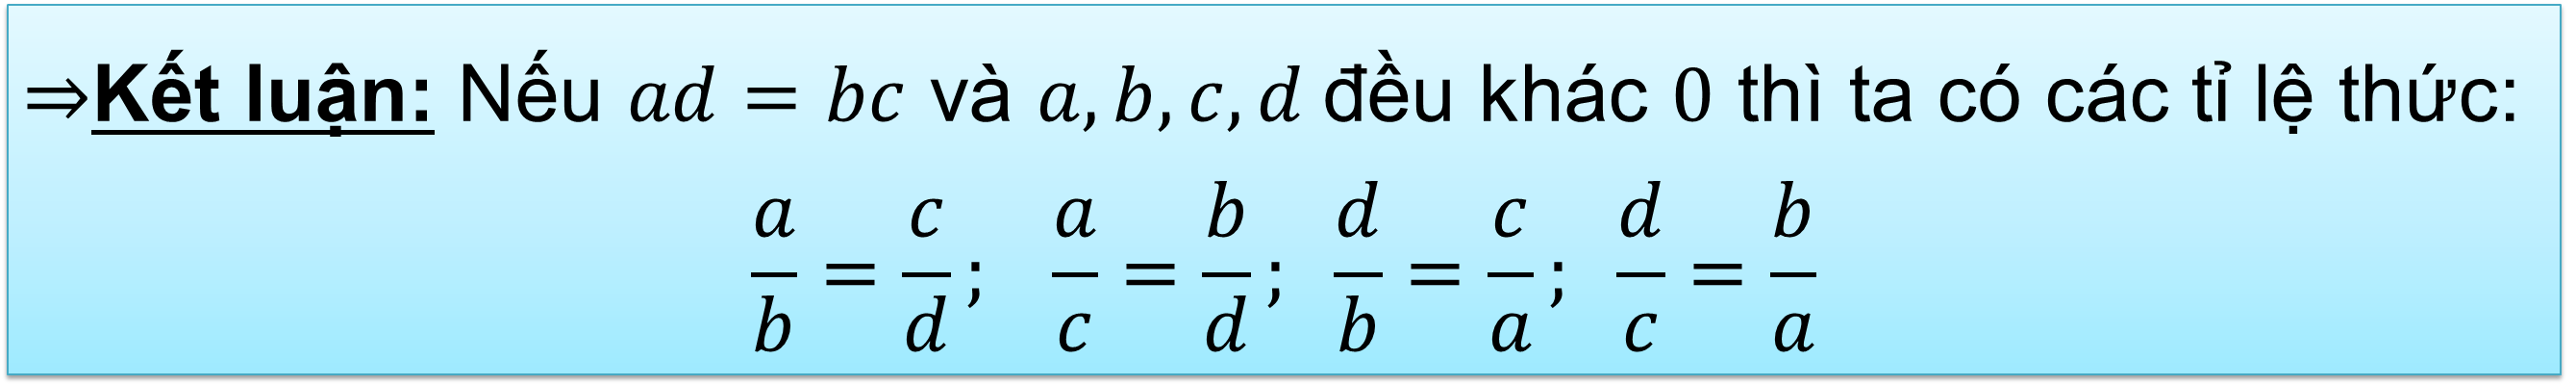 ⇒Kết luận: Nếu ad = bc và a, b, c, d đều khác 0 thì ta có các tỉ lệ thức:
a/b = c/d; a/c = b/d; d/b = c/a; d/c = b/a